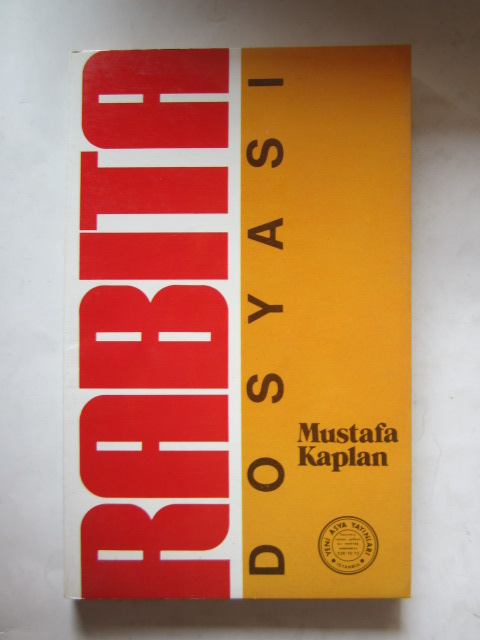 RABITA
DOSYASI
Mustafa
Kaplan
YENİ ASYA YAYINLARI
İSTANBUL